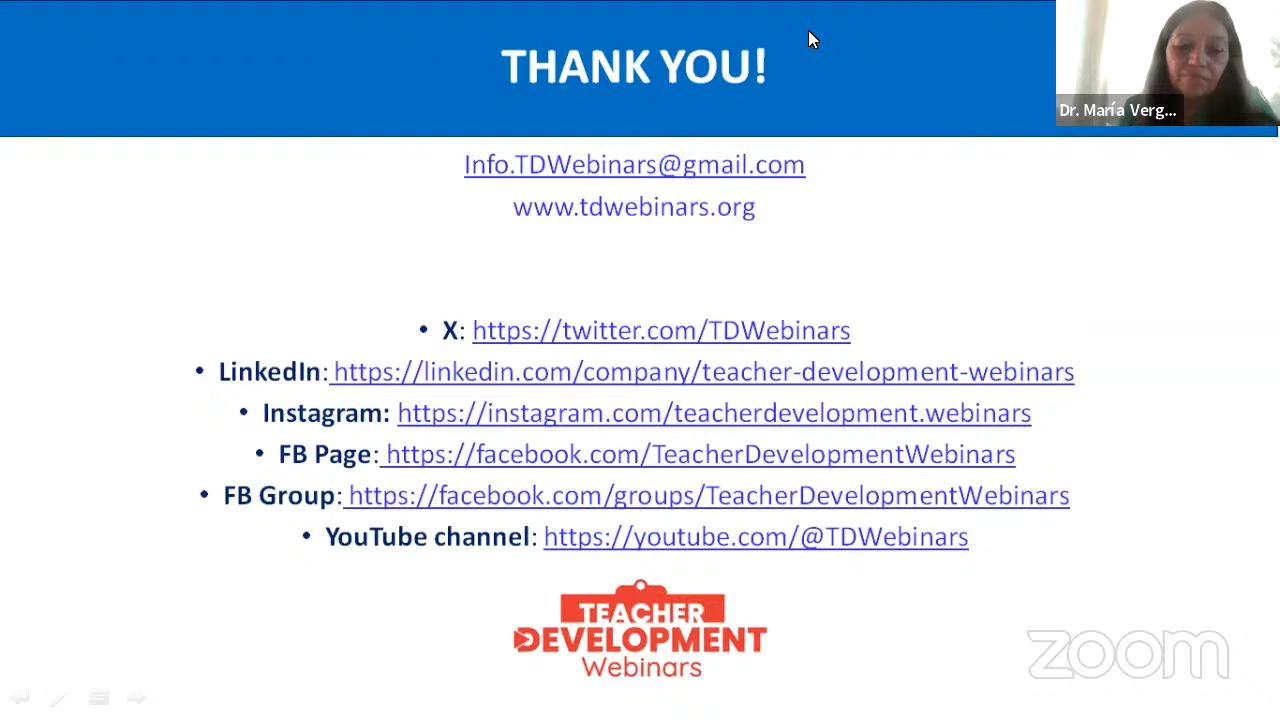 THANK YOU!
Dr. María Verg...
Info.TDWebinars@gmail.com
www.tdwebinars.org
• X: https://twitter.com/TDWebinars
• LinkedIn: https://linkedin.com/company/teacher-development-webinars
• Instagram: https://instagram.com/teacherdevelopment.webinars
• FB Page: https://facebook.com/TeacherDevelopmentWebinars
• FB Group: https://facebook.com/groups/TeacherDevelopmentWebinars
• YouTube channel: https://youtube.com/@TDWebinars
TEACHER
DEVELOPMENT
Webinars
zoom